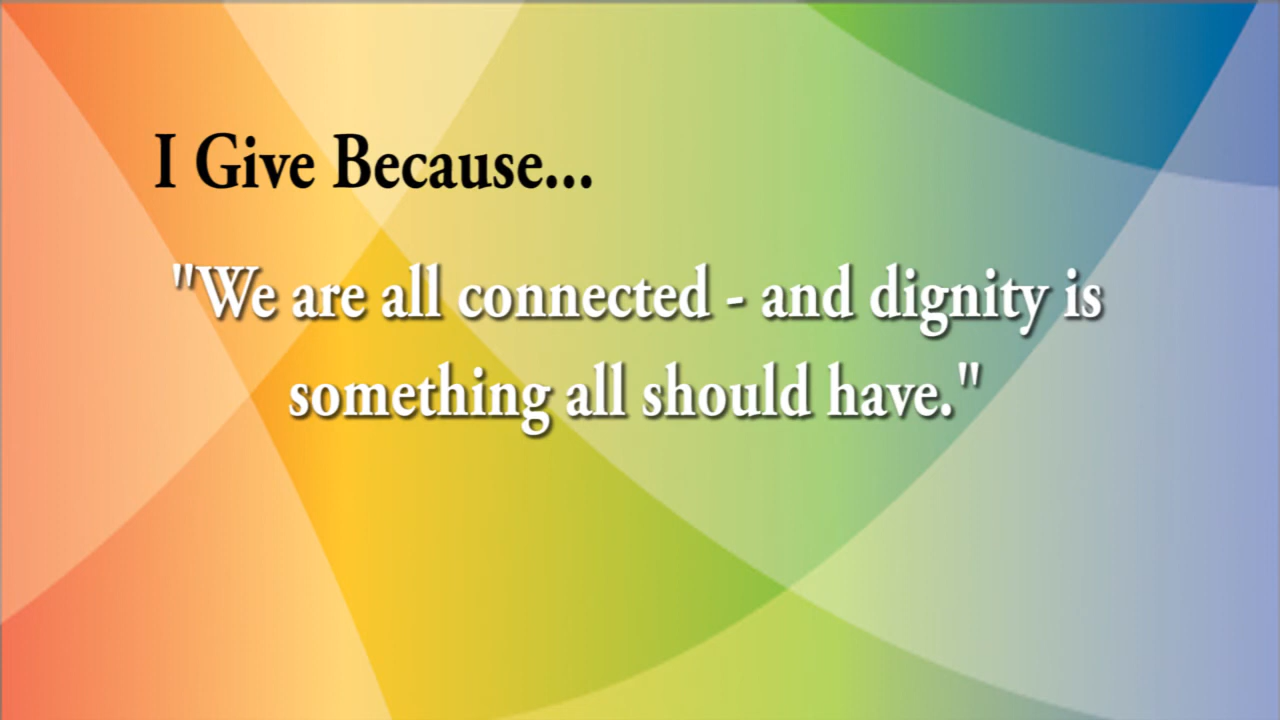 I Give Because...
"We are all connected - and dignity is
something all should have."